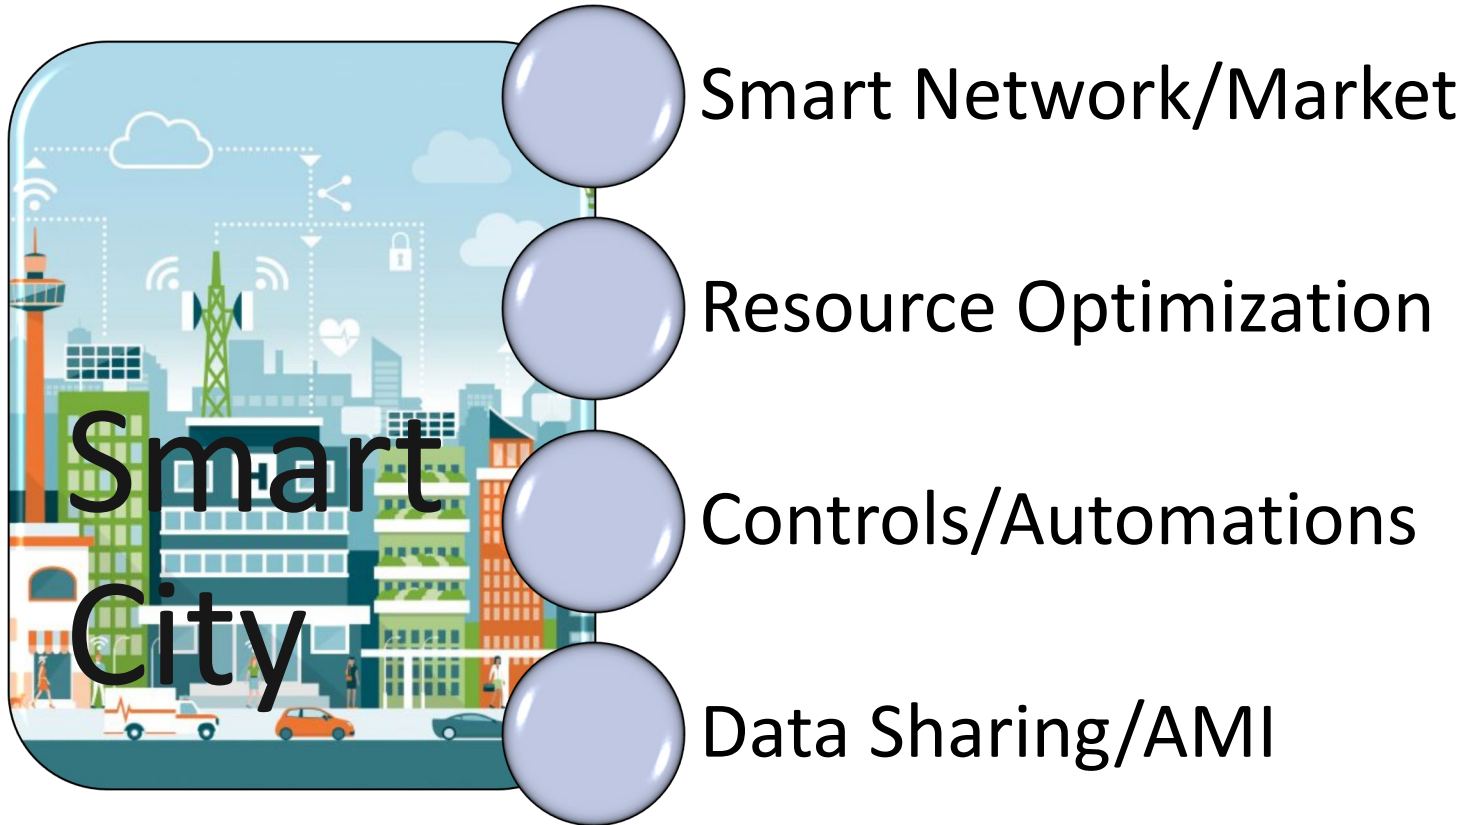 Smart Network/Market
Resource Optimization
Controls/Automations
Data Sharing/AMI
Smart
City
H